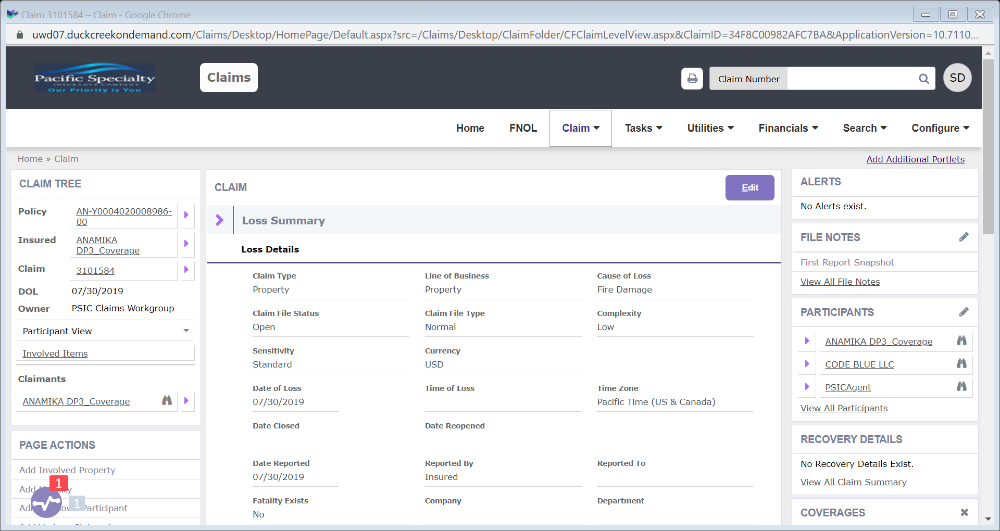 Claim 3101584 – Claim - Google Chrome
uwd07.duckcreekondemand.com/Claims/Desktop/HomePage/Default.aspx?src=/Claims/Desktop/ClaimFolder/CFClaimLevelView.aspx&ClaimID=34F8C00982AFC7BA&ApplicationVersion=10.7110...
Pacific Specialty
INSURANCE COMPANY
Our Priority is You
Claims
Claim Number
SD
Home
FNOL
Claim
Tasks
Utilities
Financials
Search
Configure
Home » Claim
Add Additional Portlets
CLAIM TREE
Policy
AN-Y0004020008986-
00
Insured
ANAMIKA
DP3_Coverage
Claim
3101584
DOL
07/30/2019
Owner
PSIC Claims Workgroup
Participant View
Involved Items
Claimants
ANAMIKA DP3_Coverage
PAGE ACTIONS
Add Involved Property
Add
1
Add
Participant
1
CLAIM
Edit
Loss Summary
Loss Details
Claim Type
Property
Line of Business
Property
Cause of Loss
Fire Damage
Claim File Status
Open
Claim File Type
Normal
Complexity
Low
Sensitivity
Standard
Currency
USD
Date of Loss
07/30/2019
Time of Loss
Time Zone
Pacific Time (US & Canada)
Date Closed
Date Reopened
Date Reported
07/30/2019
Reported By
Insured
Reported To
Fatality Exists
No
Company
Department
ALERTS
No Alerts exist.
FILE NOTES
First Report Snapshot
View All File Notes
PARTICIPANTS
ANAMIKA DP3_Coverage
CODE BLUE LLC
PSICAgent
View All Participants
RECOVERY DETAILS
No Recovery Details Exist.
View All Claim Summary
COVERAGES